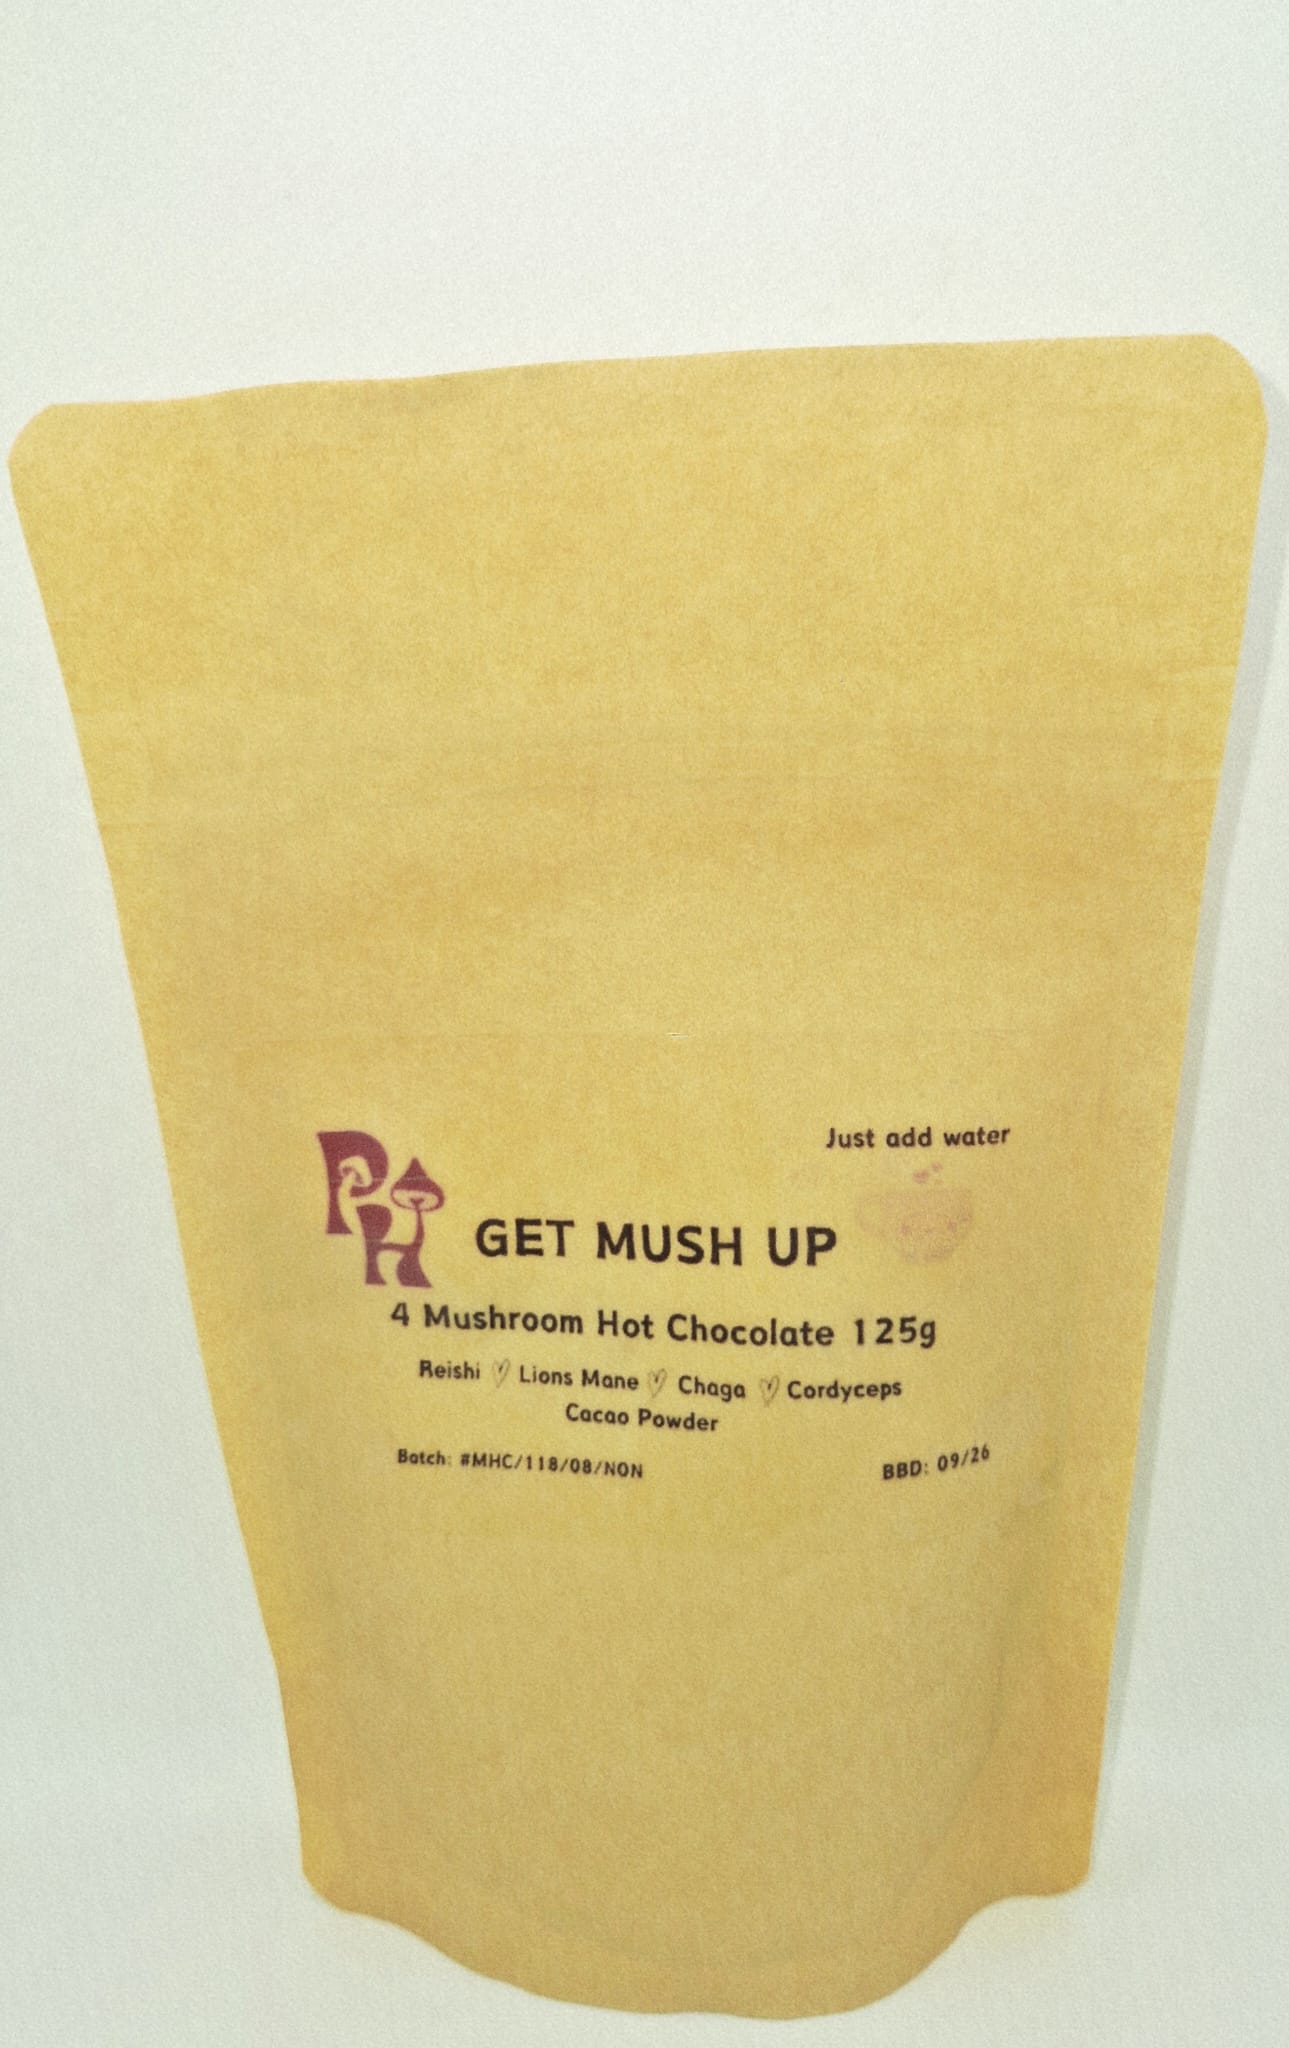 Just add water
PH
GET MUSH UP
4 Mushroom Hot Chocolate 125g
Reishi ♡ Lions Mane ♡ Chaga ♡ Cordyceps
Cacao Powder
Batch: #MHC/118/08/NON
BBD: 09/26